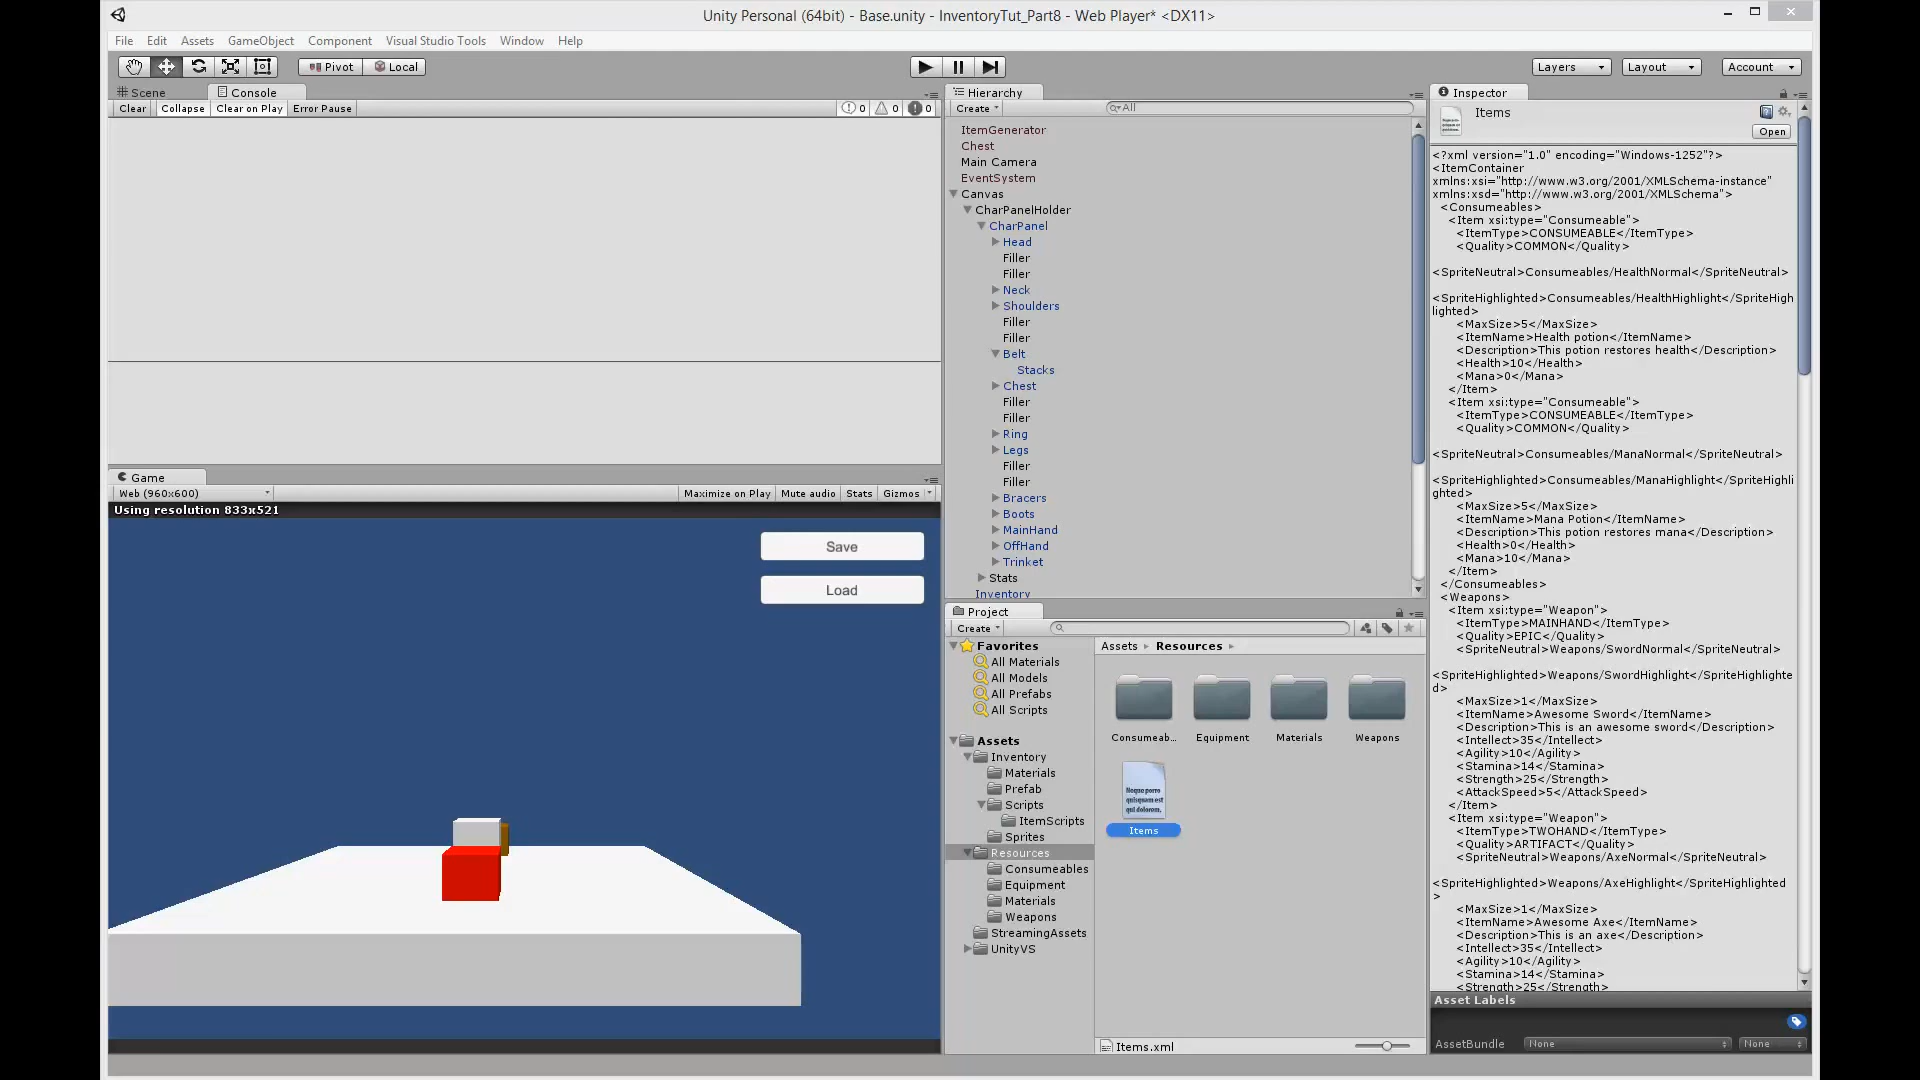 Unity Personal (64bit) - Base.unity - InventoryTut_Part8 - Web Player* <DX11>
File Edit Assets GameObject Component Visual Studio Tools Window Help
Pivot Local
Layers Layout Account
Scene Console
Clear Collapse Clear on Play Error Pause 0 0 0
Game
Web (960x600) Maximize on Play Mute audio Stats Gizmos
Using resolution 833x521
Save
Load
Hierarchy
Create All
ItemGenerator
Chest
Main Camera
EventSystem
Canvas
CharPanelHolder
CharPanel
Head
Filler
Filler
Neck
Shoulders
Filler
Filler
Belt
Stacks
Chest
Filler
Filler
Ring
Legs
Filler
Filler
Bracers
Boots
MainHand
OffHand
Trinket
Stats
Inventory
Project
Create
Favorites
All Materials
All Models
All Prefabs
All Scripts
Assets
Inventory
Materials
Prefab
Scripts
ItemScripts
Sprites
Resources
Consumeables
Equipment
Materials
Weapons
StreamingAssets
UnityVS
Assets Resources
Consumeab... Equipment Materials Weapons
Neque porro
quisquam est
qui dolorem.
Items
Items.xml
Inspector
Items
Open
<?xml version="1.0" encoding="Windows-1252"?>
<ItemContainer
xmlns:xsi="http://www.w3.org/2001/XMLSchema-instance"
xmlns:xsd="http://www.w3.org/2001/XMLSchema">
<Consumeables>
<Item xsi:type="Consumeable">
<ItemType>CONSUMEABLE</ItemType>
<Quality>COMMON</Quality>
<SpriteNeutral>Consumeables/HealthNormal</SpriteNeutral>
<SpriteHighlighted>Consumeables/HealthHighlight</SpriteHigh
lighted>
<MaxSize>5</MaxSize>
<ItemName>Health potion</ItemName>
<Description>This potion restores health</Description>
<Health>10</Health>
<Mana>0</Mana>
</Item>
<Item xsi:type="Consumeable">
<ItemType>CONSUMEABLE</ItemType>
<Quality>COMMON</Quality>
<SpriteNeutral>Consumeables/ManaNormal</SpriteNeutral>
<SpriteHighlighted>Consumeables/ManaHighlight</SpriteHighli
ghted>
<MaxSize>5</MaxSize>
<ItemName>Mana Potion</ItemName>
<Description>This potion restores mana</Description>
<Health>0</Health>
<Mana>10</Mana>
</Item>
</Consumeables>
<Weapons>
<Item xsi:type="Weapon">
<ItemType>MAINHAND</ItemType>
<Quality>EPIC</Quality>
<SpriteNeutral>Weapons/SwordNormal</SpriteNeutral>
<SpriteHighlighted>Weapons/SwordHighlight</SpriteHighlighte
d>
<MaxSize>1</MaxSize>
<ItemName>Awesome Sword</ItemName>
<Description>This is an awesome sword</Description>
<Intellect>35</Intellect>
<Agility>10</Agility>
<Stamina>14</Stamina>
<Strength>25</Strength>
<AttackSpeed>5</AttackSpeed>
</Item>
<Item xsi:type="Weapon">
<ItemType>TWOHAND</ItemType>
<Quality>ARTIFACT</Quality>
<SpriteNeutral>Weapons/AxeNormal</SpriteNeutral>
<SpriteHighlighted>Weapons/AxeHighlight</SpriteHighlighted
>
<MaxSize>1</MaxSize>
<ItemName>Awesome Axe</ItemName>
<Description>This is an axe</Description>
<Intellect>35</Intellect>
<Agility>10</Agility>
<Stamina>14</Stamina>
<Strength>25</Strength>
Asset Labels
AssetBundle None None